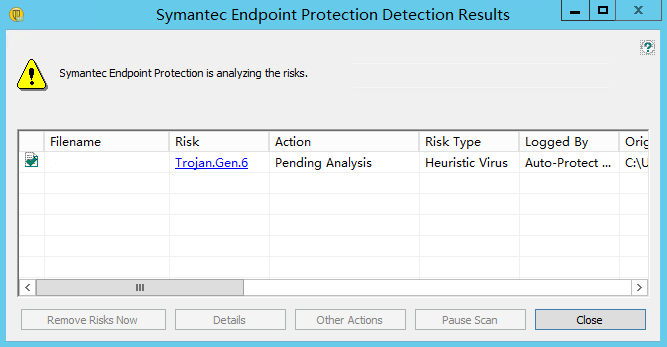 Symantec Endpoint Protection Detection Results
Symantec Endpoint Protection is analyzing the risks.
Filename Risk Action Risk Type Logged By Orig
Trojan.Gen.6 Pending Analysis Heuristic Virus Auto-Protect ... C:\U
Remove Risks Now Details Other Actions Pause Scan Close